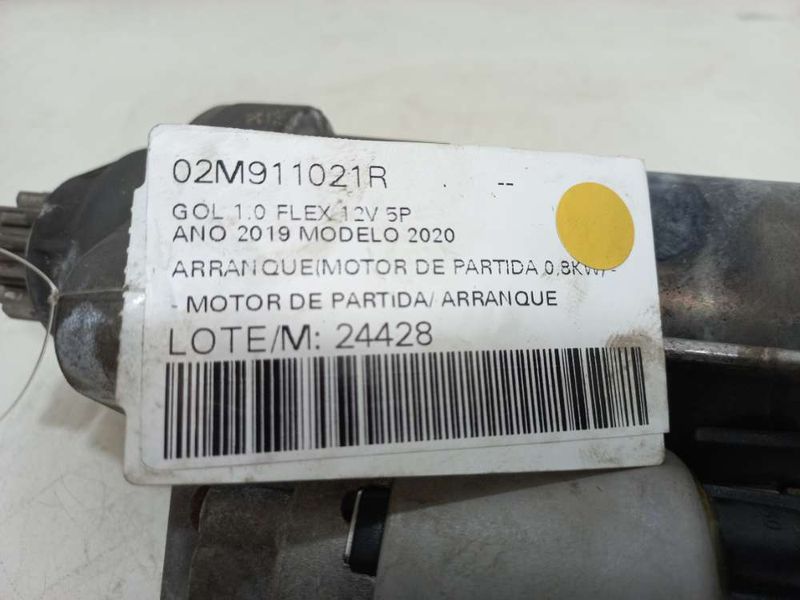 02M911021R --
GOL 1.0 FLEX 12V 5P
ANO 2019 MODELO 2020
ARRANQUE(MOTOR DE PARTIDA 0,8KW) -
- MOTOR DE PARTIDA/ ARRANQUE
LOTE/M: 24428